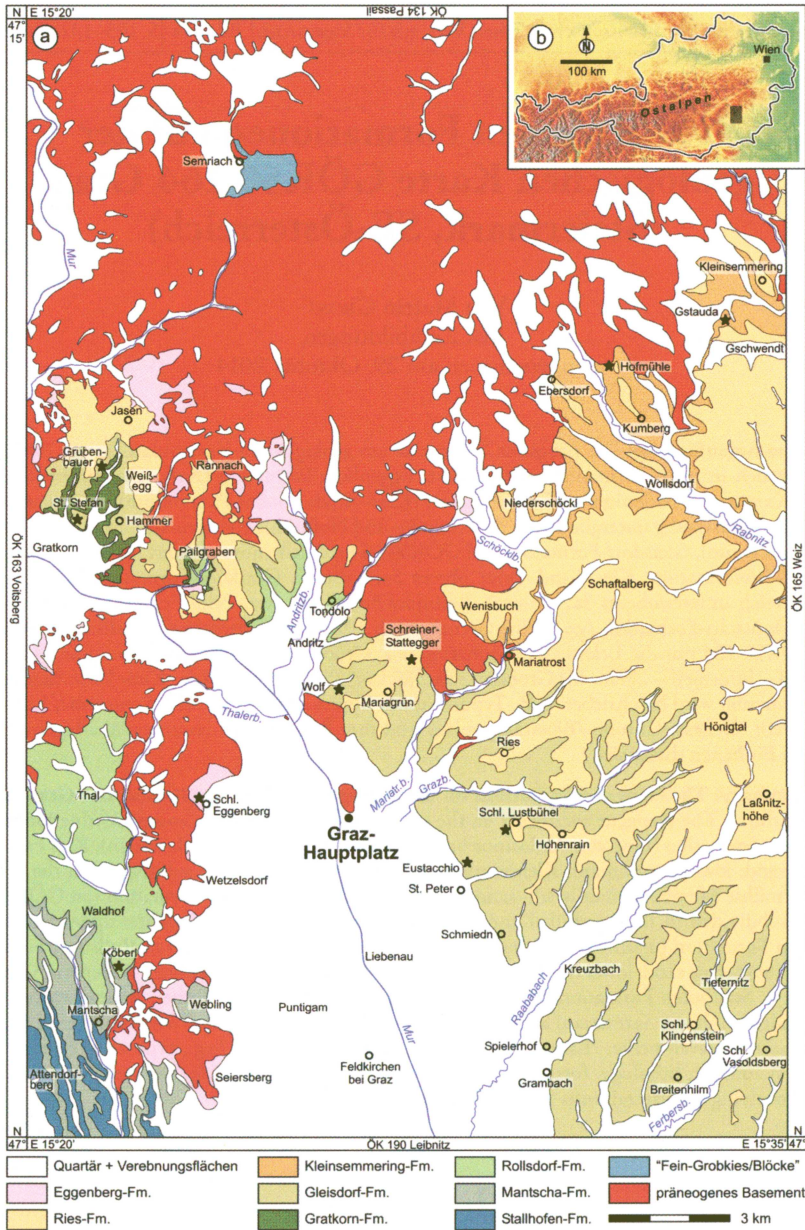 N
E 15°20'
ÖK 134 Passail
47°
15'
a
b
N
100 km
Wien
Ostalpen
Semriach
Mur
Kleinsemmering
Gstauda
Gschwendt
Hofmühle
Ebersdorf
Kumberg
Jasen
Gruben-
bauer
Weiß-
egg
Rannach
St. Stefan
Hammer
Wollsdorf
Niederschöckl
Rabnitz
Gratkorn
Pailgraben
Schöcklb.
ÖK 163 Voitsberg
ÖK 165 Weiz
Schaftalberg
Andritzb.
Tondolo
Wenisbuch
Andritz
Schreiner-
Stattegger
Mariatrost
Wolf
Mariagrün
Thalerb.
Hönigtal
Ries
Mariatr.b.
Grazb.
Thal
Schl.
Eggenberg
Graz-
Hauptplatz
Schl. Lustbühel
Hohenrain
Laßnitz-
höhe
Eustacchio
Wetzelsdorf
St. Peter
Waldhof
Schmiedn
Köberl
Liebenau
Kreuzbach
Raababach
Tiefernitz
Webling
Puntigam
Mantscha
Mur
Schl.
Klingenstein
Spielerhof
Schl.
Vasoldsberg
Feldkirchen
bei Graz
Attendorf-
berg
Seiersberg
Grambach
Breitenhilm
Ferbersb.
N
47°
E 15°20'
ÖK 190 Leibnitz
E 15°35'
N
47°
Quartär + Verebnungsflächen
Kleinsemmering-Fm.
Rollsdorf-Fm.
"Fein-Grobkies/Blöcke"
Eggenberg-Fm.
Gleisdorf-Fm.
Mantscha-Fm.
präneogenes Basement
Ries-Fm.
Gratkorn-Fm.
Stallhofen-Fm.
3 km